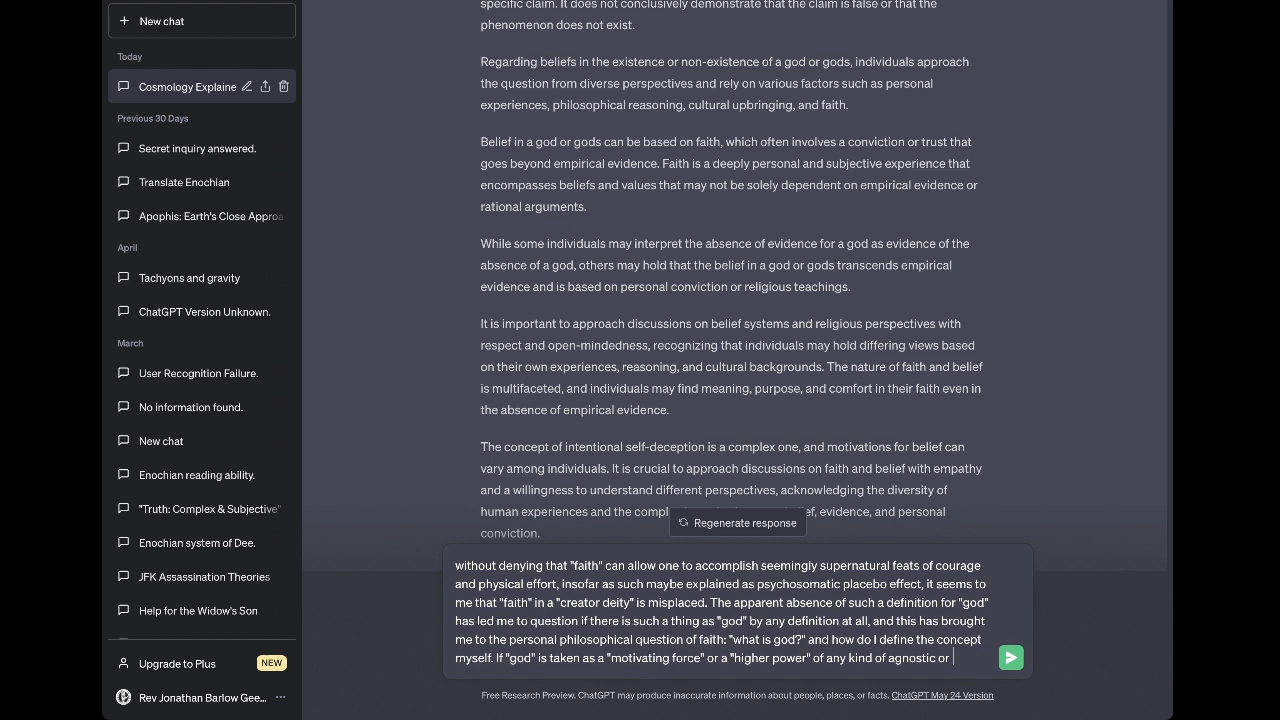 New chat
Today
Cosmology Explaine
Previous 30 Days
Secret inquiry answered.
Translate Enochian
Apophis: Earth's Close Approa
April
Tachyons and gravity
ChatGPT Version Unknown.
March
User Recognition Failure.
No information found.
New chat
Enochian reading ability.
"Truth: Complex & Subjective"
Enochian system of Dee.
JFK Assassination Theories
Help for the Widow's Son
Upgrade to Plus
NEW
Rev Jonathan Barlow Gee...
specific claim. It does not conclusively demonstrate that the claim is false or that the
phenomenon does not exist.
Regarding beliefs in the existence or non-existence of a god or gods, individuals approach
the question from diverse perspectives and rely on various factors such as personal
experiences, philosophical reasoning, cultural upbringing, and faith.
Belief in a god or gods can be based on faith, which often involves a conviction or trust that
goes beyond empirical evidence. Faith is a deeply personal and subjective experience that
encompasses beliefs and values that may not be solely dependent on empirical evidence or
rational arguments.
While some individuals may interpret the absence of evidence for a god as evidence of the
absence of a god, others may hold that the belief in a god or gods transcends empirical
evidence and is based on personal conviction or religious teachings.
It is important to approach discussions on belief systems and religious perspectives with
respect and open-mindedness, recognizing that individuals may hold differing views based
on their own experiences, reasoning, and cultural backgrounds. The nature of faith and belief
is multifaceted, and individuals may find meaning, purpose, and comfort in their faith even in
the absence of empirical evidence.
The concept of intentional self-deception is a complex one, and motivations for belief can
vary among individuals. It is crucial to approach discussions on faith and belief with empathy
and a willingness to understand different perspectives, acknowledging the diversity of
human experiences and the evidence, and personal
conviction.
Regenerate response
without denying that "faith" can allow one to accomplish seemingly supernatural feats of courage
and physical effort, insofar as such maybe explained as psychosomatic placebo effect, it seems to
me that "faith" in a "creator deity" is misplaced. The apparent absence of such a definition for "god"
has led me to question if there is such a thing as "god" by any definition at all, and this has brought
me to the personal philosophical question of faith: "what is god?" and how do I define the concept
myself. If "god" is taken as a "motivating force" or a "higher power" of any kind of agnostic or
Free Research Preview. ChatGPT may produce inaccurate information about people, places, or facts. ChatGPT May 24 Version